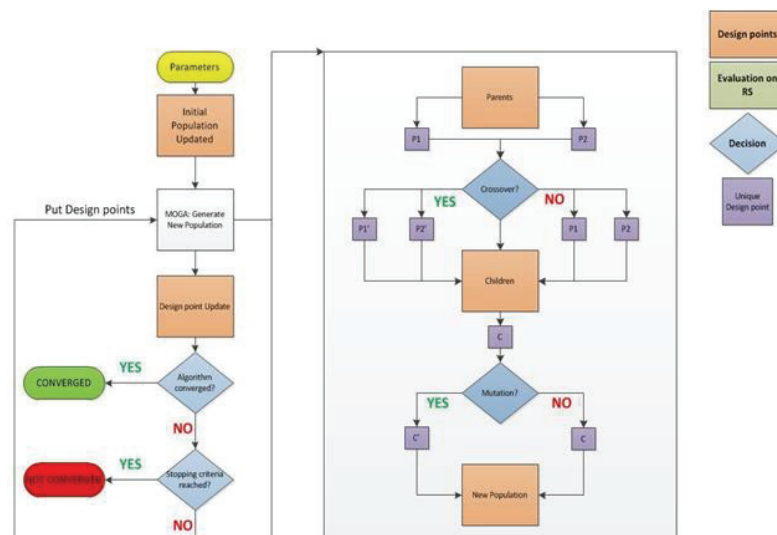 Parameters
Initial
Population
Updated
Put Design points
MOGA: Generate
New Population
Design point Update
Algorithm
converged?
YES
CONVERGED
NO
Stopping criteria
reached?
YES
NOT CONVERGED
NO
Parents
P1
P2
Crossover?
YES
NO
P1'
P2'
P1
P2
Children
C
Mutation?
YES
NO
C'
C
New Population
Design points
Evaluation on
RS
Decision
Unique
Design point